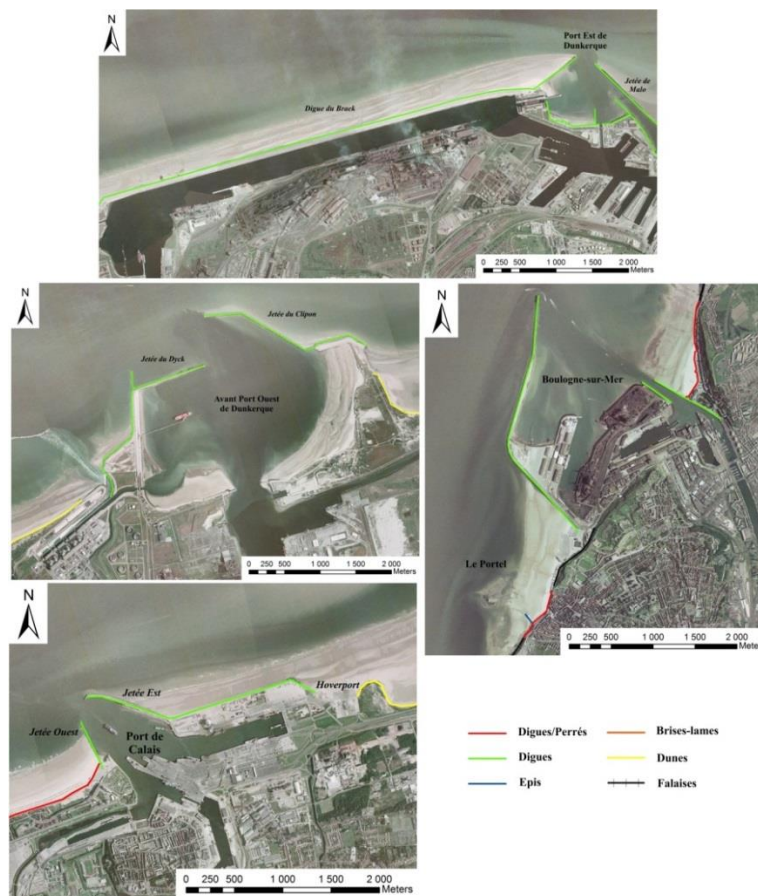 N
Port Est de
Dunkerque
Jetée de
Malo
Digue du Braek
0 250 500 1 000 1 500 2 000
Meters
N
Jetée du Clipon
Jetée du Dyck
Avant Port Ouest
de Dunkerque
0 250 500 1 000 1 500 2 000
Meters
N
Boulogne-sur-Mer
Le Portel
0 250 500 1 000 1 500 2 000
Meters
N
Jetée Est
Hoverport
Jetée Ouest
Port de
Calais
0 250 500 1 000 1 500 2 000
Meters
Digues/Perrés
Brises-lames
Digues
Dunes
Epis
Falaises